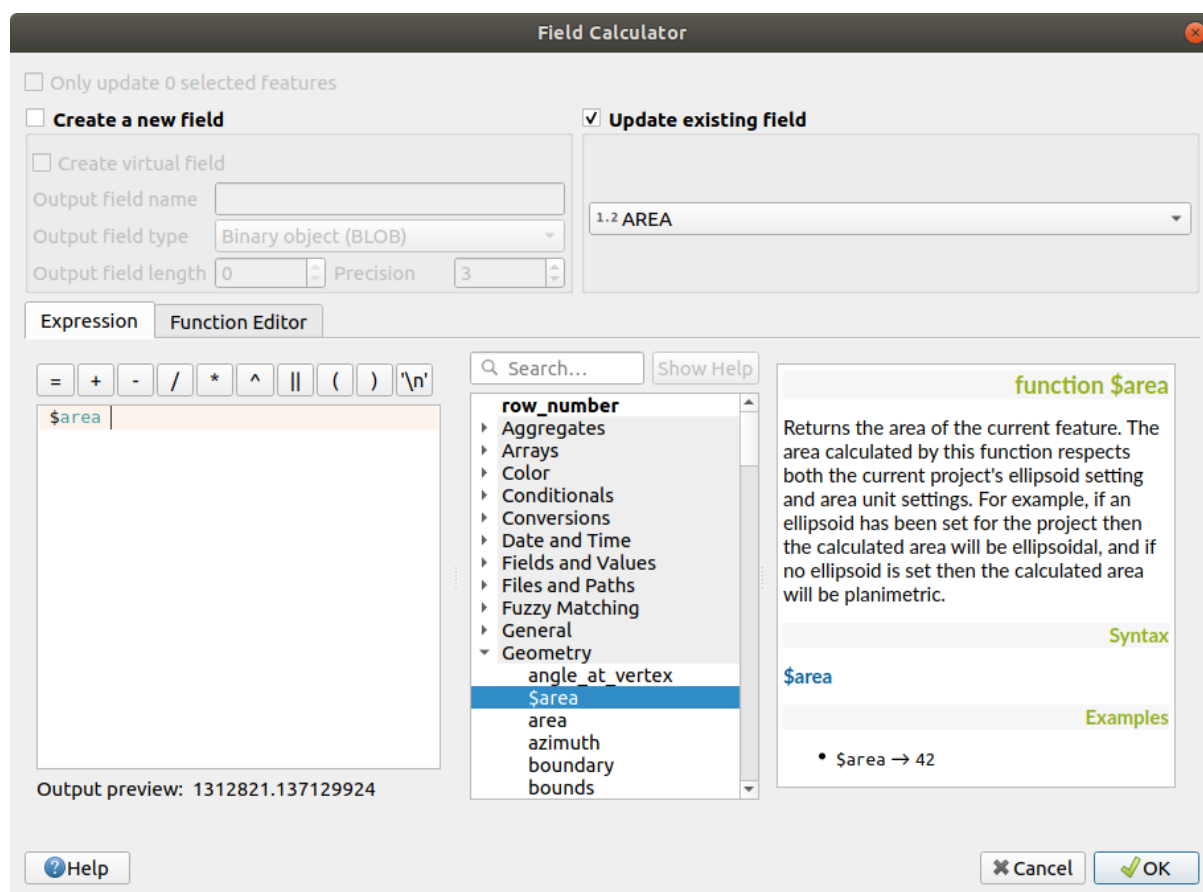 Field Calculator
Only update 0 selected features
Create a new field
Create virtual field
Output field name
Output field type Binary object (BLOB)
Output field length 0 Precision 3
Update existing field
1.2 AREA
Expression Function Editor
= + - / * ^ || ( ) '\n'
$area
Output preview: 1312821.137129924
Search... Show Help
row_number
Aggregates
Arrays
Color
Conditionals
Conversions
Date and Time
Fields and Values
Files and Paths
Fuzzy Matching
General
Geometry
angle_at_vertex
$area
area
azimuth
boundary
bounds
function $area
Returns the area of the current feature. The
area calculated by this function respects
both the current project's ellipsoid setting
and area unit settings. For example, if an
ellipsoid has been set for the project then
the calculated area will be ellipsoidal, and if
no ellipsoid is set then the calculated area
will be planimetric.
Syntax
$area
Examples
• $area → 42
Help
Cancel OK